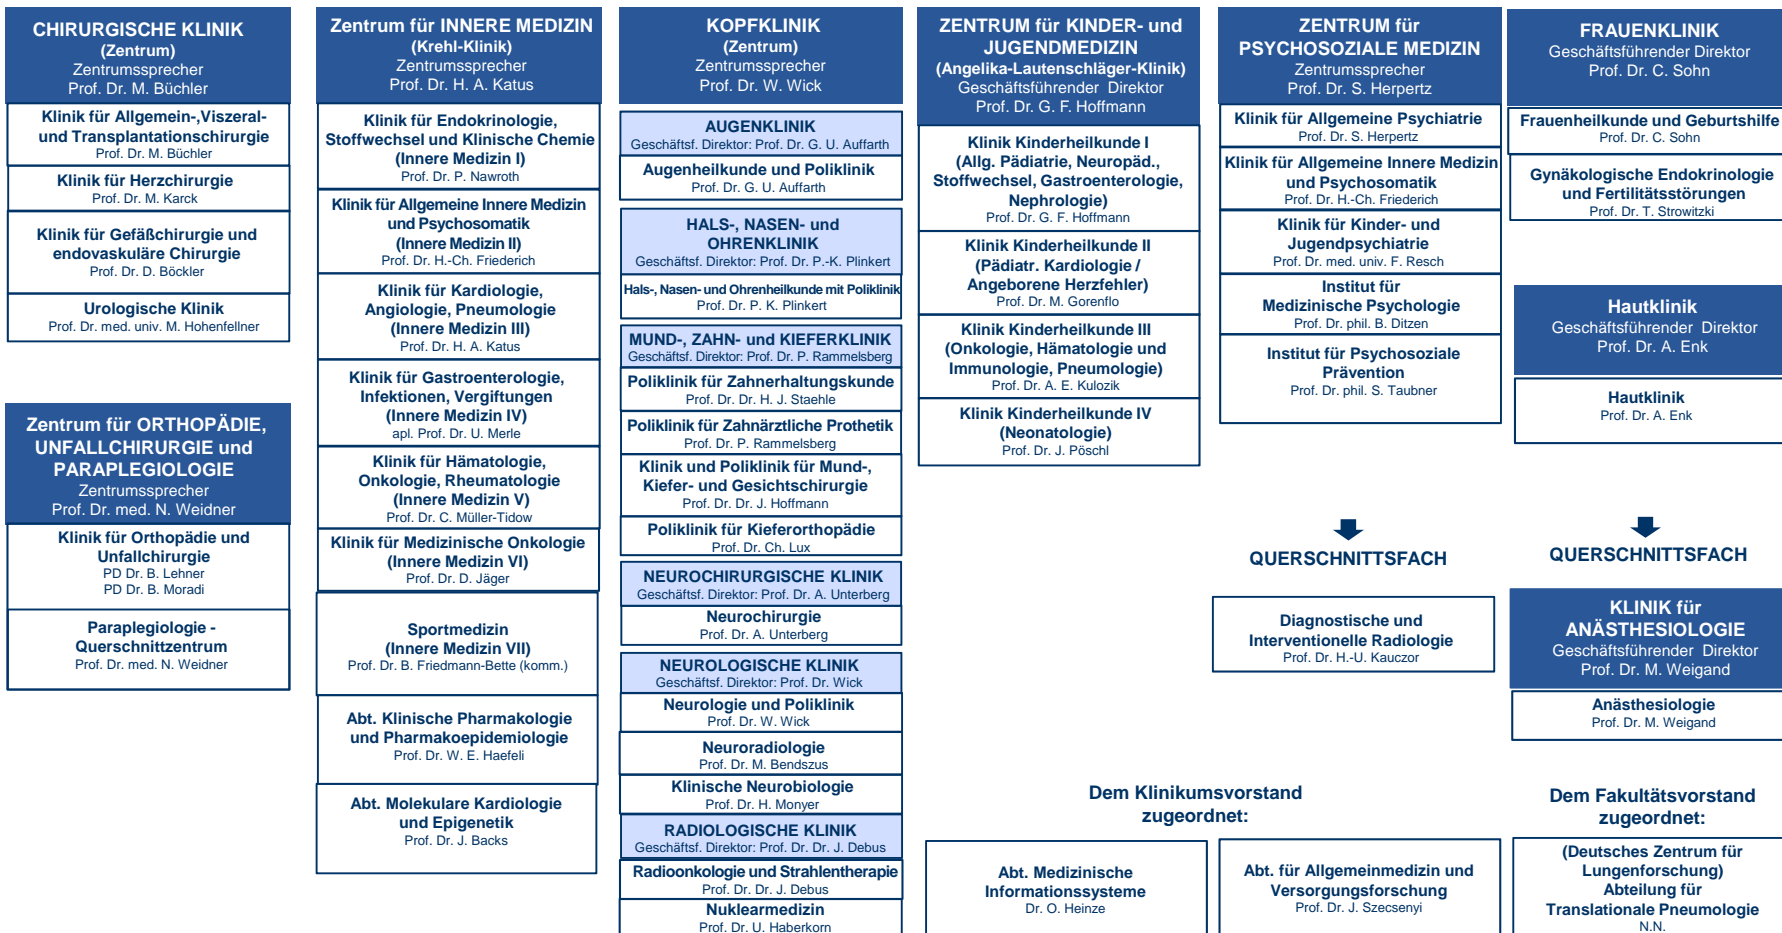 CHIRURGISCHE KLINIK
(Zentrum)
Zentrumssprecher
Prof. Dr. M. Büchler
Klinik für Allgemein-,Viszeral-
und Transplantationschirurgie
Prof. Dr. M. Büchler
Klinik für Herzchirurgie
Prof. Dr. M. Karck
Klinik für Gefäßchirurgie und
endovaskuläre Chirurgie
Prof. Dr. D. Böckler
Urologische Klinik
Prof. Dr. med. univ. M. Hohenfellner
Zentrum für ORTHOPÄDIE,
UNFALLCHIRURGIE und
PARAPLEGIOLOGIE
Zentrumssprecher
Prof. Dr. med. N. Weidner
Klinik für Orthopädie und
Unfallchirurgie
PD Dr. B. Lehner
PD Dr. B. Moradi
Paraplegiologie -
Querschnittzentrum
Prof. Dr. med. N. Weidner
Zentrum für INNERE MEDIZIN
(Krehl-Klinik)
Zentrumssprecher
Prof. Dr. H. A. Katus
Klinik für Endokrinologie,
Stoffwechsel und Klinische Chemie
(Innere Medizin I)
Prof. Dr. P. Nawroth
Klinik für Allgemeine Innere Medizin
und Psychosomatik
(Innere Medizin II)
Prof. Dr. H.-Ch. Friederich
Klinik für Kardiologie,
Angiologie, Pneumologie
(Innere Medizin III)
Prof. Dr. H. A. Katus
Klinik für Gastroenterologie,
Infektionen, Vergiftungen
(Innere Medizin IV)
apl. Prof. Dr. U. Merle
Klinik für Hämatologie,
Onkologie, Rheumatologie
(Innere Medizin V)
Prof. Dr. C. Müller-Tidow
Klinik für Medizinische Onkologie
(Innere Medizin VI)
Prof. Dr. D. Jäger
Sportmedizin
(Innere Medizin VII)
Prof. Dr. B. Friedmann-Bette (komm.)
Abt. Klinische Pharmakologie
und Pharmakoepidemiologie
Prof. Dr. W. E. Haefeli
Abt. Molekulare Kardiologie
und Epigenetik
Prof. Dr. J. Backs
KOPFKLINIK
(Zentrum)
Zentrumssprecher
Prof. Dr. W. Wick
AUGENKLINIK
Geschäftsf. Direktor: Prof. Dr. G. U. Auffarth
Augenheilkunde und Poliklinik
Prof. Dr. G. U. Auffarth
HALS-, NASEN- und
OHRENKLINIK
Geschäftsf. Direktor: Prof. Dr. P.-K. Plinkert
Hals-, Nasen- und Ohrenheilkunde mit Poliklinik
Prof. Dr. P. K. Plinkert
MUND-, ZAHN- und KIEFERKLINIK
Geschäftsf. Direktor: Prof. Dr. P. Rammelsberg
Poliklinik für Zahnerhaltungskunde
Prof. Dr. Dr. H. J. Staehle
Poliklinik für Zahnärztliche Prothetik
Prof. Dr. P. Rammelsberg
Klinik und Poliklinik für Mund-,
Kiefer- und Gesichtschirurgie
Prof. Dr. Dr. J. Hoffmann
Poliklinik für Kieferorthopädie
Prof. Dr. Ch. Lux
NEUROCHIRURGISCHE KLINIK
Geschäftsf. Direktor: Prof. Dr. A. Unterberg
Neurochirurgie
Prof. Dr. A. Unterberg
NEUROLOGISCHE KLINIK
Geschäftsf. Direktor: Prof. Dr. Wick
Neurologie und Poliklinik
Prof. Dr. W. Wick
Neuroradiologie
Prof. Dr. M. Bendszus
Klinische Neurobiologie
Prof. Dr. H. Monyer
RADIOLOGISCHE KLINIK
Geschäftsf. Direktor: Prof. Dr. Dr. J. Debus
Radioonkologie und Strahlentherapie
Prof. Dr. Dr. J. Debus
Nuklearmedizin
Prof. Dr. U. Haberkorn
ZENTRUM für KINDER- und
JUGENDMEDIZIN
(Angelika-Lautenschläger-Klinik)
Geschäftsführender Direktor
Prof. Dr. G. F. Hoffmann
Klinik Kinderheilkunde I
(Allg. Pädiatrie, Neuropäd.,
Stoffwechsel, Gastroenterologie,
Nephrologie)
Prof. Dr. G. F. Hoffmann
Klinik Kinderheilkunde II
(Pädiatr. Kardiologie /
Angeborene Herzfehler)
Prof. Dr. M. Gorenflo
Klinik Kinderheilkunde III
(Onkologie, Hämatologie und
Immunologie, Pneumologie)
Prof. Dr. A. E. Kulozik
Klinik Kinderheilkunde IV
(Neonatologie)
Prof. Dr. J. Pöschl
ZENTRUM für
PSYCHOSOZIALE MEDIZIN
Zentrumssprecher
Prof. Dr. S. Herpertz
Klinik für Allgemeine Psychiatrie
Prof. Dr. S. Herpertz
Klinik für Allgemeine Innere Medizin
und Psychosomatik
Prof. Dr. H.-Ch. Friederich
Klinik für Kinder- und
Jugendpsychiatrie
Prof. Dr. med. univ. F. Resch
Institut für
Medizinische Psychologie
Prof. Dr. phil. B. Ditzen
Institut für Psychosoziale
Prävention
Prof. Dr. phil. S. Taubner
QUERSCHNITTSFACH
Diagnostische und
Interventionelle Radiologie
Prof. Dr. H.-U. Kauczor
FRAUENKLINIK
Geschäftsführender Direktor
Prof. Dr. C. Sohn
Frauenheilkunde und Geburtshilfe
Prof. Dr. C. Sohn
Gynäkologische Endokrinologie
und Fertilitätsstörungen
Prof. Dr. T. Strowitzki
Hautklinik
Geschäftsführender Direktor
Prof. Dr. A. Enk
Hautklinik
Prof. Dr. A. Enk
QUERSCHNITTSFACH
KLINIK für
ANÄSTHESIOLOGIE
Geschäftsführender Direktor
Prof. Dr. M. Weigand
Anästhesiologie
Prof. Dr. M. Weigand
Dem Klinikumsvorstand
zugeordnet:
Abt. Medizinische
Informationssysteme
Dr. O. Heinze
Abt. für Allgemeinmedizin und
Versorgungsforschung
Prof. Dr. J. Szecsenyi
Dem Fakultätsvorstand
zugeordnet:
(Deutsches Zentrum für
Lungenforschung)
Abteilung für
Translationale Pneumologie
N.N.